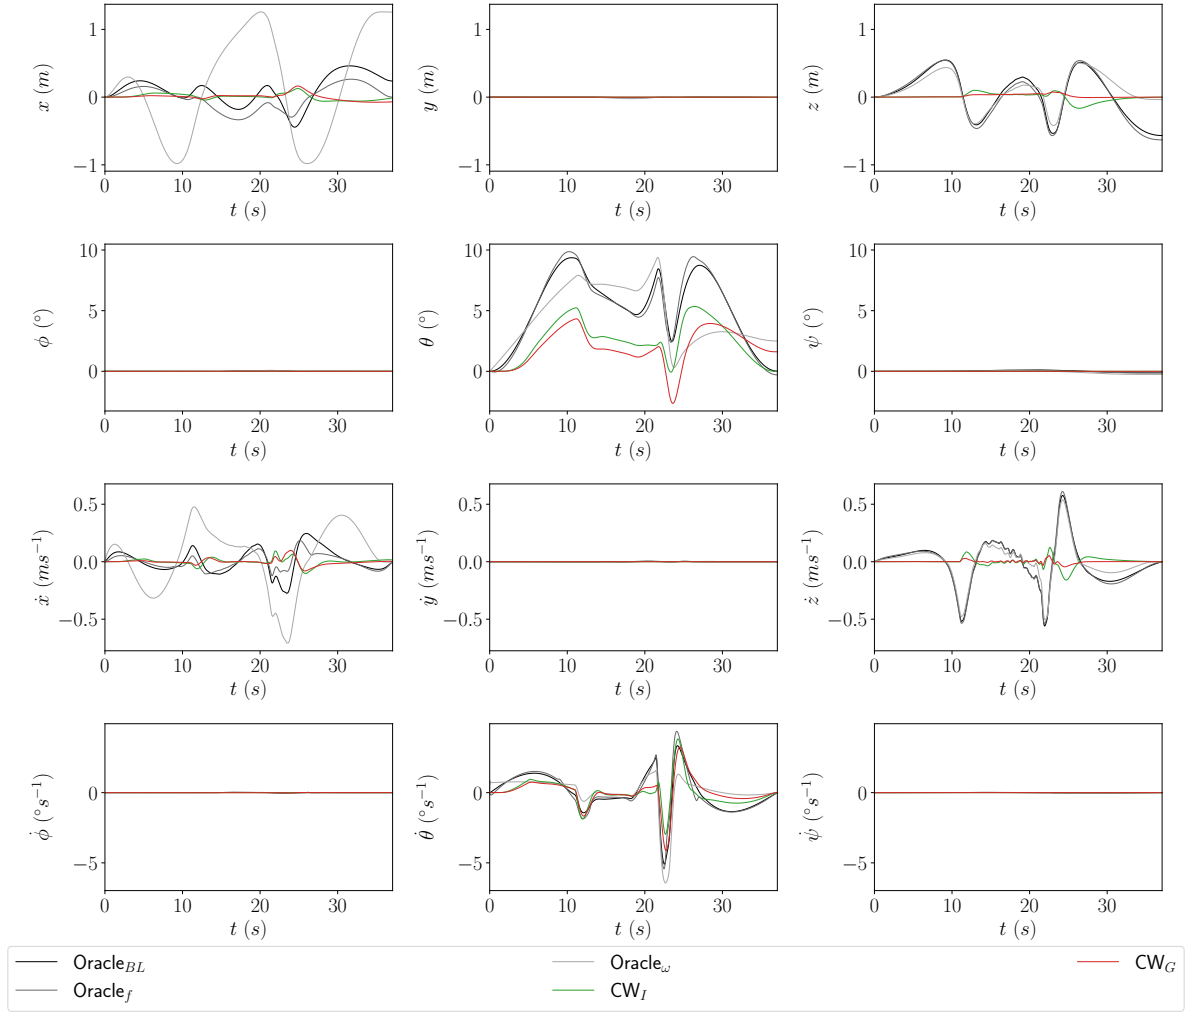 1
0
−1
x (m)
0 10 20 30
t (s)
1
0
−1
y (m)
0 10 20 30
t (s)
1
0
−1
z (m)
0 10 20 30
t (s)
10
5
0
ϕ (°)
0 10 20 30
t (s)
10
5
0
θ (°)
0 10 20 30
t (s)
10
5
0
ψ (°)
0 10 20 30
t (s)
0.5
0.0
−0.5
ẋ (ms⁻¹)
0 10 20 30
t (s)
0.5
0.0
−0.5
ẏ (ms⁻¹)
0 10 20 30
t (s)
0.5
0.0
−0.5
ż (ms⁻¹)
0 10 20 30
t (s)
0
−5
ϕ̇ (°s⁻¹)
0 10 20 30
t (s)
0
−5
θ̇ (°s⁻¹)
0 10 20 30
t (s)
0
−5
ψ̇ (°s⁻¹)
0 10 20 30
t (s)
Oracle_BL
Oracle_f
Oracle_ω
CW_I
CW_G